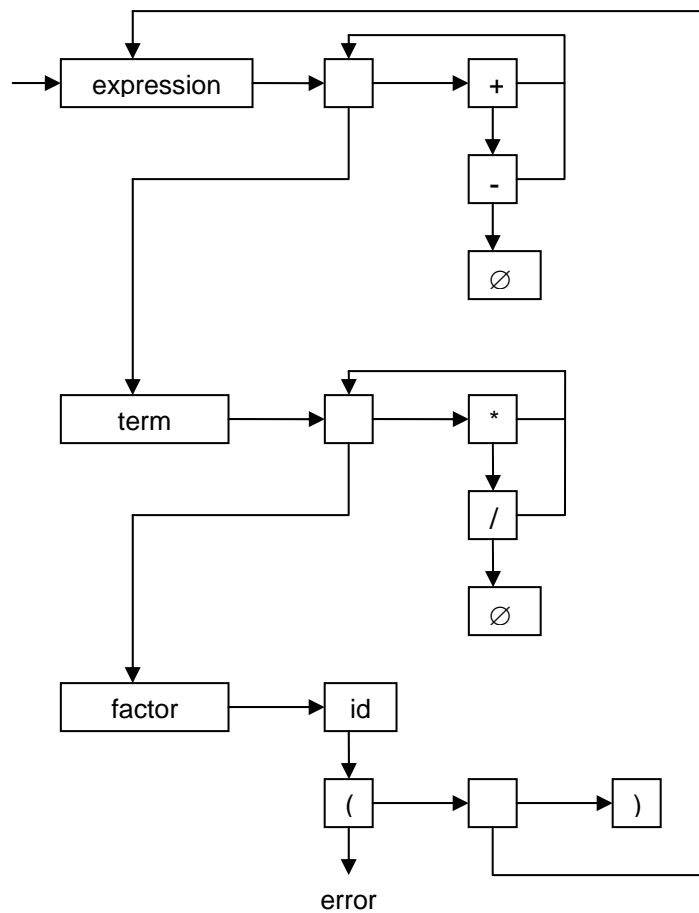 expression
+
-
∅
term
*
/
∅
factor
id
(
)
error